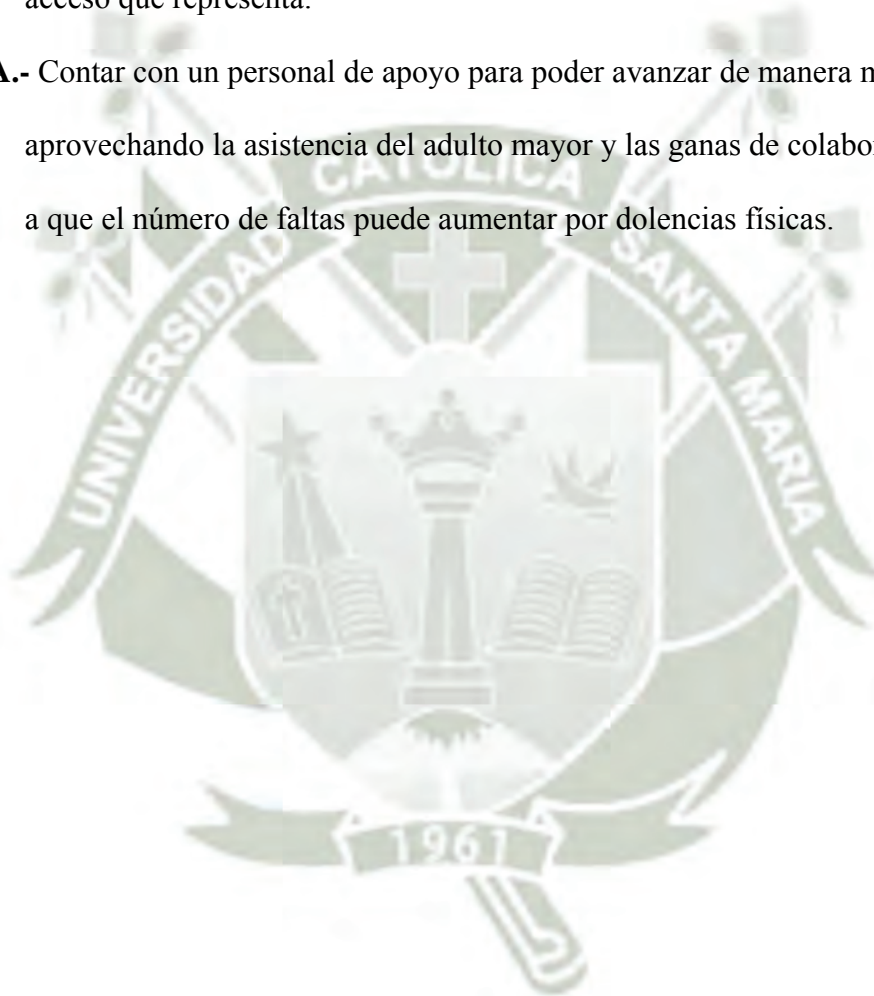 acceso que representa.
A.- Contar con un personal de apoyo para poder avanzar de manera
aprovechando la asistencia del adulto mayor y las ganas de
a que el número de faltas puede aumentar por dolencias físicas.
UNIVERSIDAD CATOLICA SANTA MARIA
1961